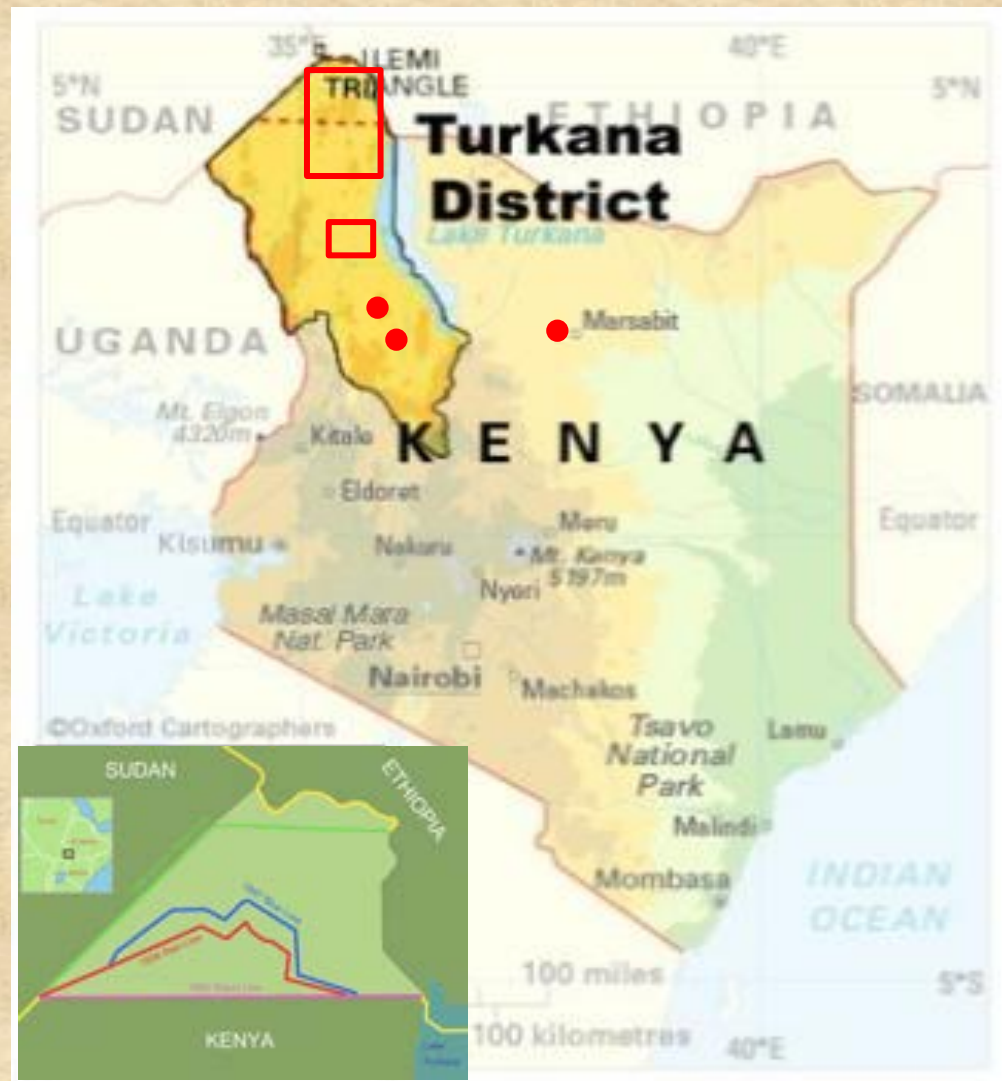 35°E
40°E
ILEMI
TRIANGLE
5°N
5°N
SUDAN
ETHIOPIA
Turkana
District
Lake Turkana
UGANDA
Marsabit
SOMALIA
Mt. Elgon
4320m
Kitale
KENYA
Eldoret
Equator
Meru
Equator
Kisumu
Nakuru
Mt. Kenya
5197m
Nyeri
Lake
Victoria
Masai Mara
Nat. Park
Nairobi
Machakos
©Oxford Cartographers
Tsavo
National
Park
Lamu
Malindi
Mombasa
INDIAN
OCEAN
100 miles
100 kilometres
5°S
40°E
SUDAN
ETHIOPIA
KENYA